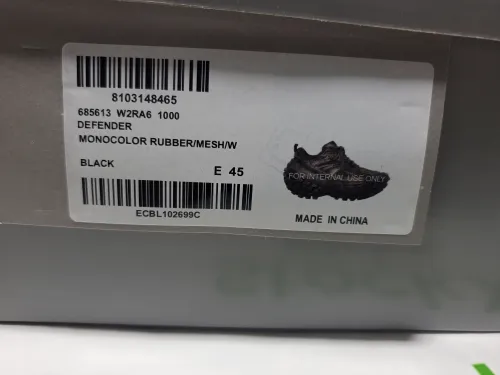 8103148465
685613 W2RA6 1000
DEFENDER
MONOCOLOR RUBBER/MESH/W
BLACK
E 45
FOR INTERNAL USE ONLY
ECBL102699C
MADE IN CHINA